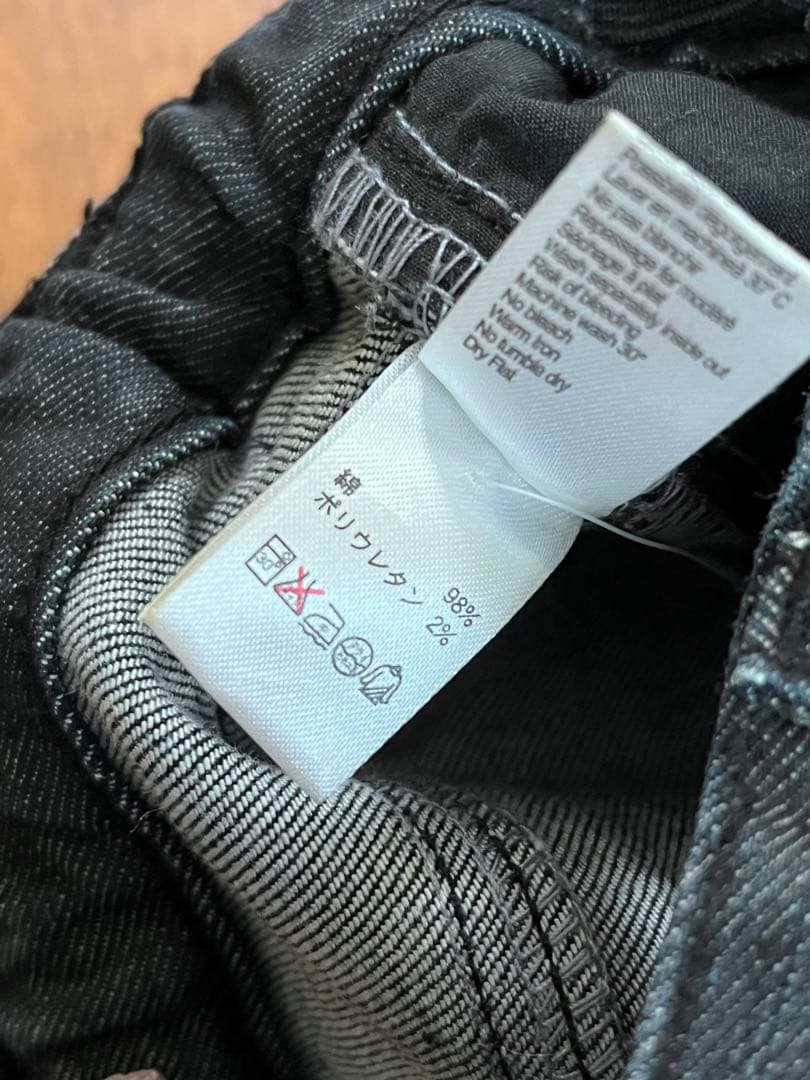 Laver en machine à 30° C
Ne pas blanchir
Repassage fer modéré
Séchage à plat
Wash separately inside out
Risk of bleeding
Machine wash 30°
No bleach
Warm iron
No tumble dry
Dry Flat
綿 98%
ポリウレタン 2%
30